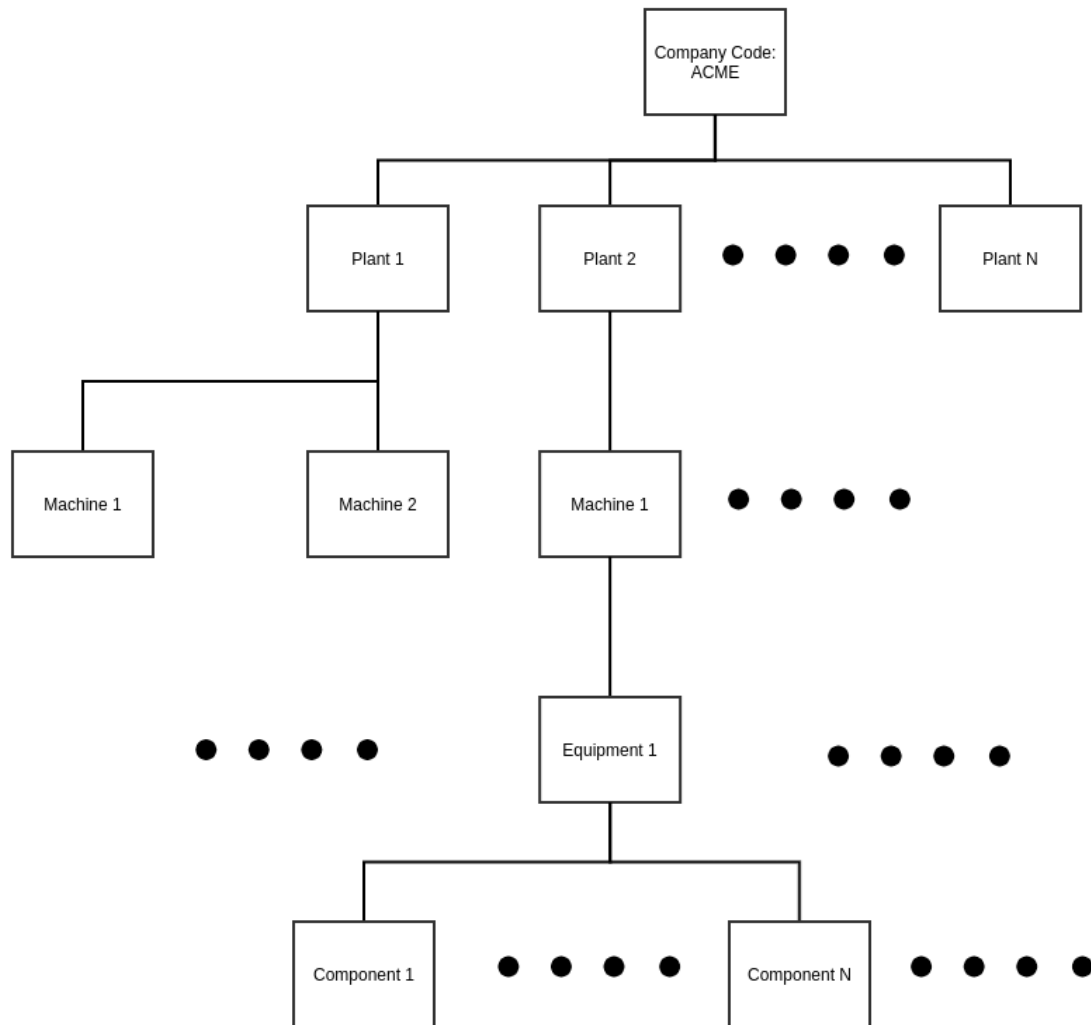 Company Code:
ACME
Plant 1
Plant 2
Plant N
Machine 1
Machine 2
Machine 1
Equipment 1
Component 1
Component N